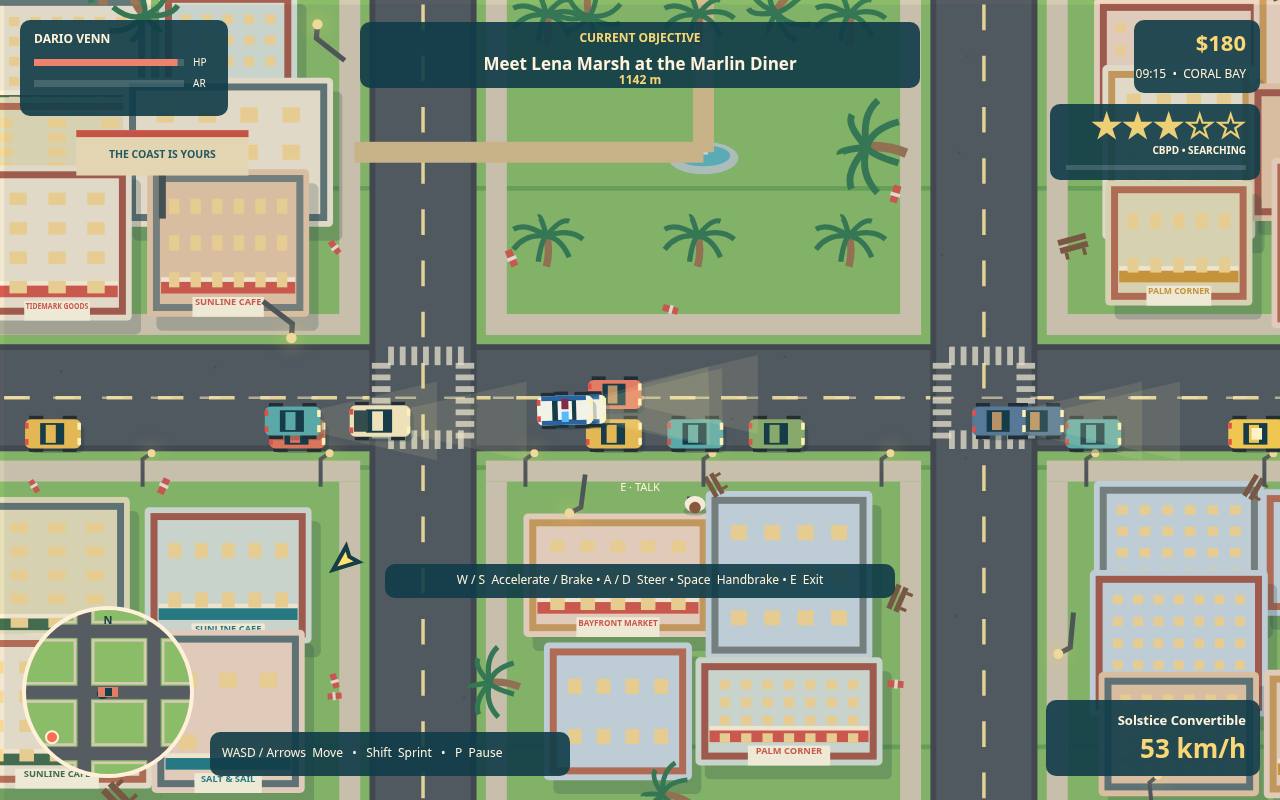 DARIO VENN
HP
AR
CURRENT OBJECTIVE
Meet Lena Marsh at the Marlin Diner
1142 m
$180
09:15 • CORAL BAY
★★★☆☆
CBPD • SEARCHING
THE COAST IS YOURS
TIDEMARK GOODS
SUNLINE CAFE
PALM CORNER
E · TALK
W / S Accelerate / Brake • A / D Steer • Space Handbrake • E Exit
SUNLINE CAFE
BAYFRONT MARKET
N
WASD / Arrows Move • Shift Sprint • P Pause
PALM CORNER
SUNLINE CAFE
SALT & SAIL
Solstice Convertible
53 km/h